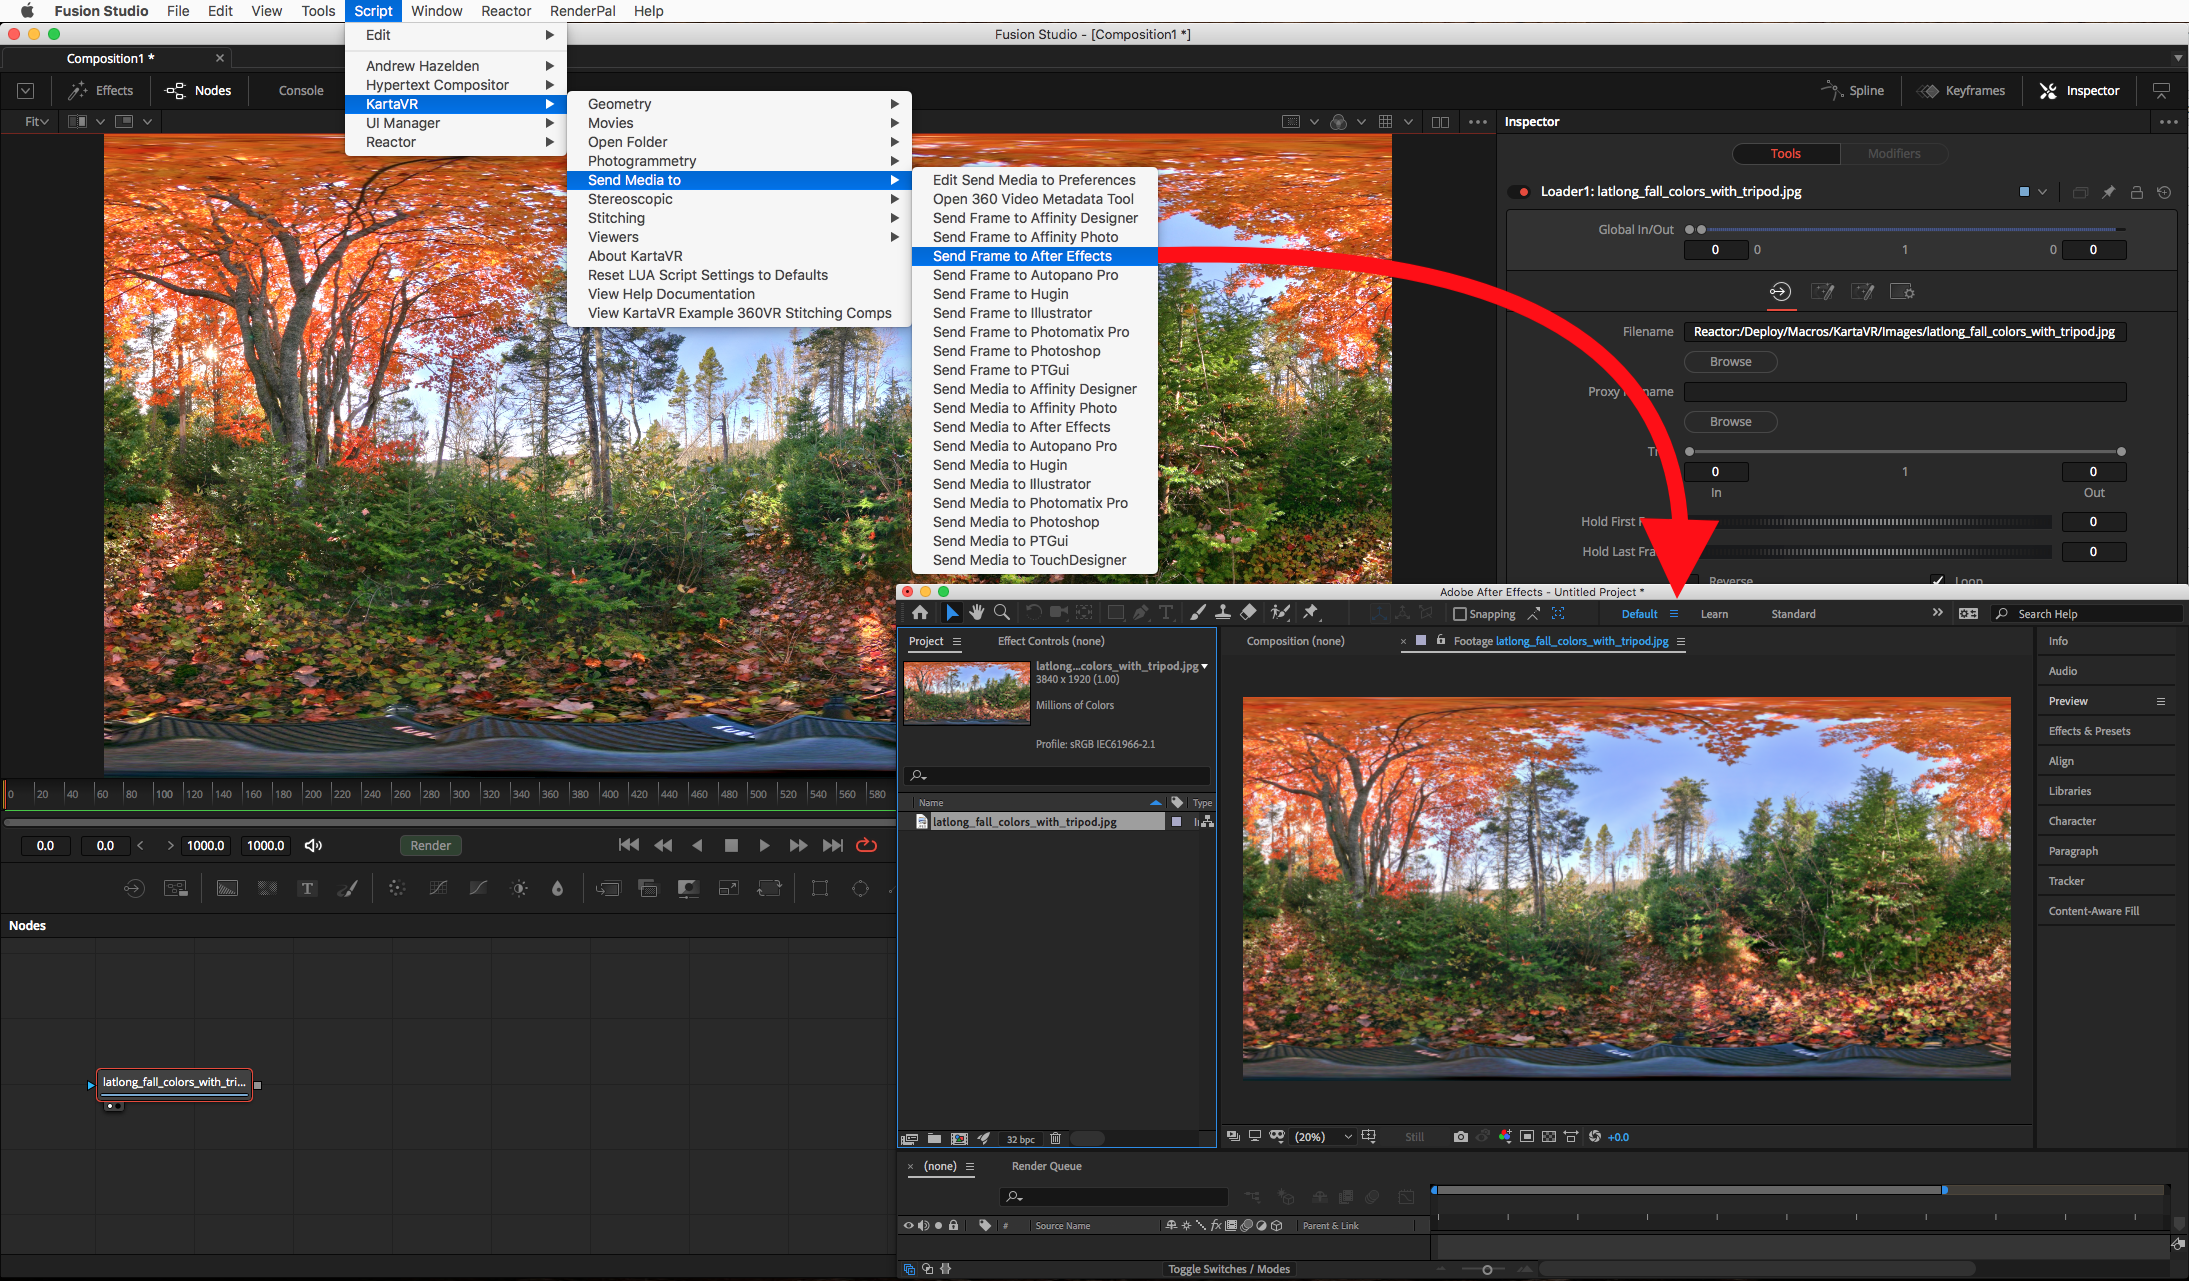 Fusion Studio File Edit View Tools Script Window Reactor RenderPal Help
Fusion Studio - [Composition1 *]
Composition1 *
Effects Nodes Console Spline Keyframes Inspector
Fit
Edit
Andrew Hazelden
Hypertext Compositor
KartaVR
UI Manager
Reactor
Geometry
Movies
Open Folder
Photogrammetry
Send Media to
Stereoscopic
Stitching
Viewers
About KartaVR
Reset LUA Script Settings to Defaults
View Help Documentation
View KartaVR Example 360VR Stitching Comps
Edit Send Media to Preferences
Open 360 Video Metadata Tool
Send Frame to Affinity Designer
Send Frame to Affinity Photo
Send Frame to After Effects
Send Frame to Autopano Pro
Send Frame to Hugin
Send Frame to Illustrator
Send Frame to Photomatix Pro
Send Frame to Photoshop
Send Frame to PTGui
Send Media to Affinity Designer
Send Media to Affinity Photo
Send Media to After Effects
Send Media to Autopano Pro
Send Media to Hugin
Send Media to Illustrator
Send Media to Photomatix Pro
Send Media to Photoshop
Send Media to PTGui
Send Media to TouchDesigner
Inspector
Tools Modifiers
Loader1: latlong_fall_colors_with_tripod.jpg
Global In/Out
0 0 1 0 0
Filename Reactor:/Deploy/Macros/KartaVR/Images/latlong_fall_colors_with_tripod.jpg
Browse
Proxy
Browse
0 1 0
In Out
Hold First 0
Hold Last 0
Reverse Loop
0 20 40 60 80 100 120 140 160 180 200 220 240 260 280 300 320 340 360 380 400 420 440 460 480 500 520 540 560 580
0.0 0.0 < > 1000.0 1000.0 Render
T
Nodes
latlong_fall_colors_with_tri...
Adobe After Effects - Untitled Project *
Snapping Default Learn Standard Search Help
Project Effect Controls (none)
latlong...colors_with_tripod.jpg
3840 x 1920 (1.00)
Millions of Colors
Profile: sRGB IEC61966-2.1
Name Type
latlong_fall_colors_with_tripod.jpg
32 bpc
Composition (none) Footage latlong_fall_colors_with_tripod.jpg
(20%) Still +0.0
Info
Audio
Preview
Effects & Presets
Align
Libraries
Character
Paragraph
Tracker
Content-Aware Fill
(none) Render Queue
# Source Name fx Parent & Link
Toggle Switches / Modes